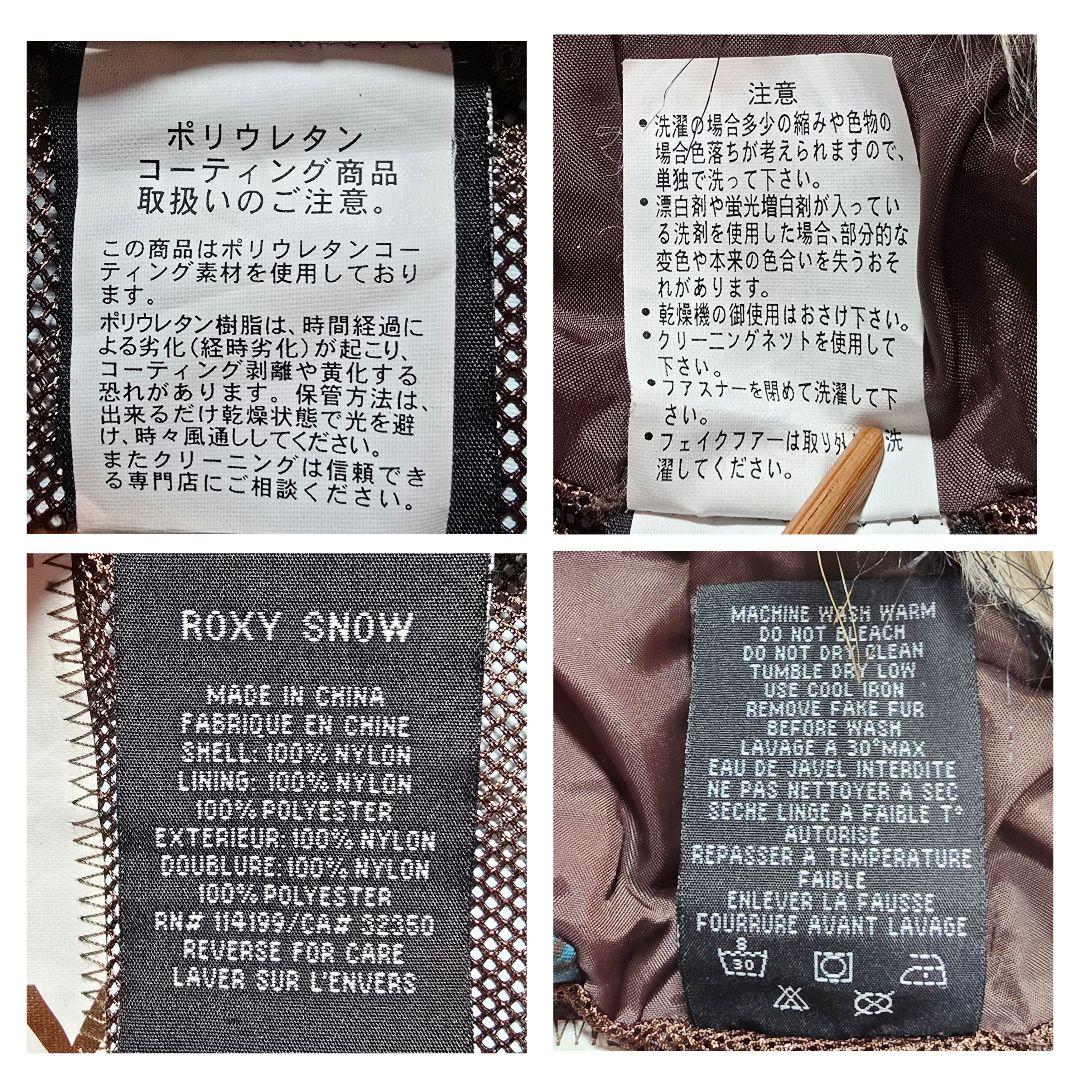 ポリウレタン
コーティング商品
取扱いのご注意。
この商品はポリウレタンコー
ティング素材を使用しており
ます。
ポリウレタン樹脂は、時間経過に
よる劣化(経時劣化)が起こり、
コーティング剥離や黄化する
恐れがあります。保管方法は、
出来るだけ乾燥状態で光を避
け、時々風通ししてください。
またクリーニングは信頼でき
る専門店にご相談ください。
注意
・洗濯の場合多少の縮みや色物の
場合色落ちが考えられますので、
単独で洗って下さい。
・漂白剤や蛍光増白剤が入ってい
る洗剤を使用した場合、部分的な
変色や本来の色合いを失うおそ
れがあります。
・乾燥機の御使用はおさけ下さい。
・クリーニングネットを使用して
下さい。
・フアスナーを閉めて洗濯して下
さい。
・フェイクファーは取り外 洗
濯してください。
ROXY SNOW
MADE IN CHINA
FABRIQUE EN CHINE
SHELL: 100% NYLON
LINING: 100% NYLON
100% POLYESTER
EXTERIEUR: 100% NYLON
DOUBLURE: 100% NYLON
100% POLYESTER
RN# 114199/CA# 32350
REVERSE FOR CARE
LAVER SUR L'ENVERS
MACHINE WASH WARM
DO NOT BLEACH
DO NOT DRY CLEAN
TUMBLE DRY LOW
USE COOL IRON
REMOVE FAKE FUR
BEFORE WASH
LAVAGE A 30°MAX
EAU DE JAVEL INTERDITE
NE PAS NETTOYER A SEC
SECHE LINGE A FAIBLE T°
AUTORISE
REPASSER A TEMPERATURE
FAIBLE
ENLEVER LA FAUSSE
FOURRURE AVANT LAVAGE
8
30